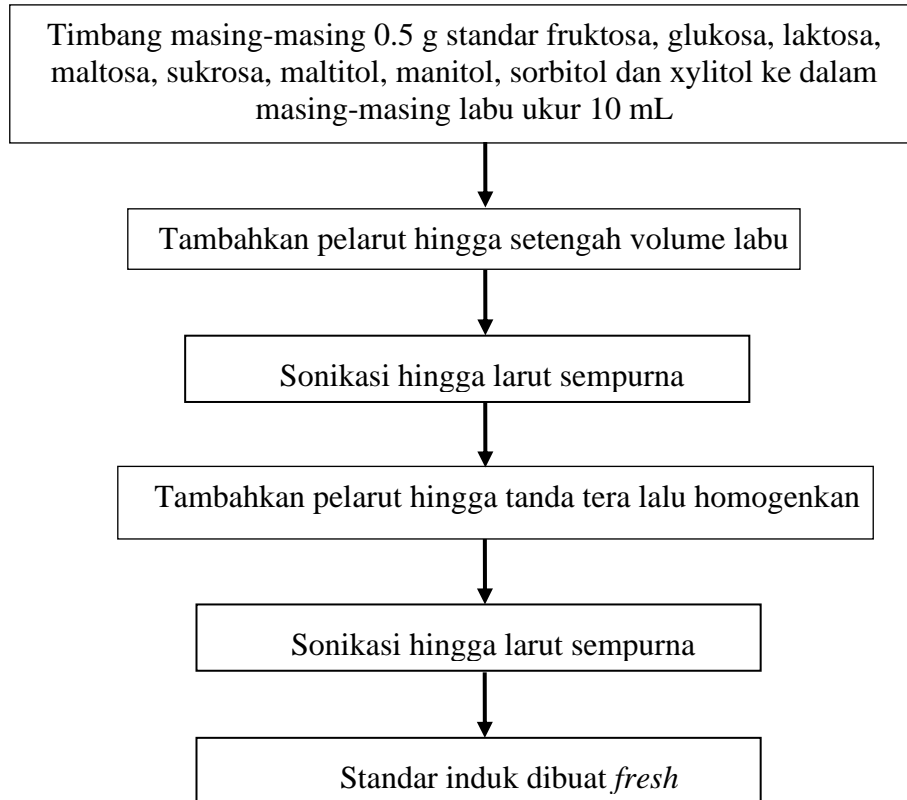 Timbang masing-masing 0.5 g standar fruktosa, glukosa, laktosa,
maltosa, sukrosa, maltitol, manitol, sorbitol dan xylitol ke dalam
masing-masing labu ukur 10 mL
Tambahkan pelarut hingga setengah volume labu
Sonikasi hingga larut sempurna
Tambahkan pelarut hingga tanda tera lalu homogenkan
Sonikasi hingga larut sempurna
Standar induk dibuat fresh